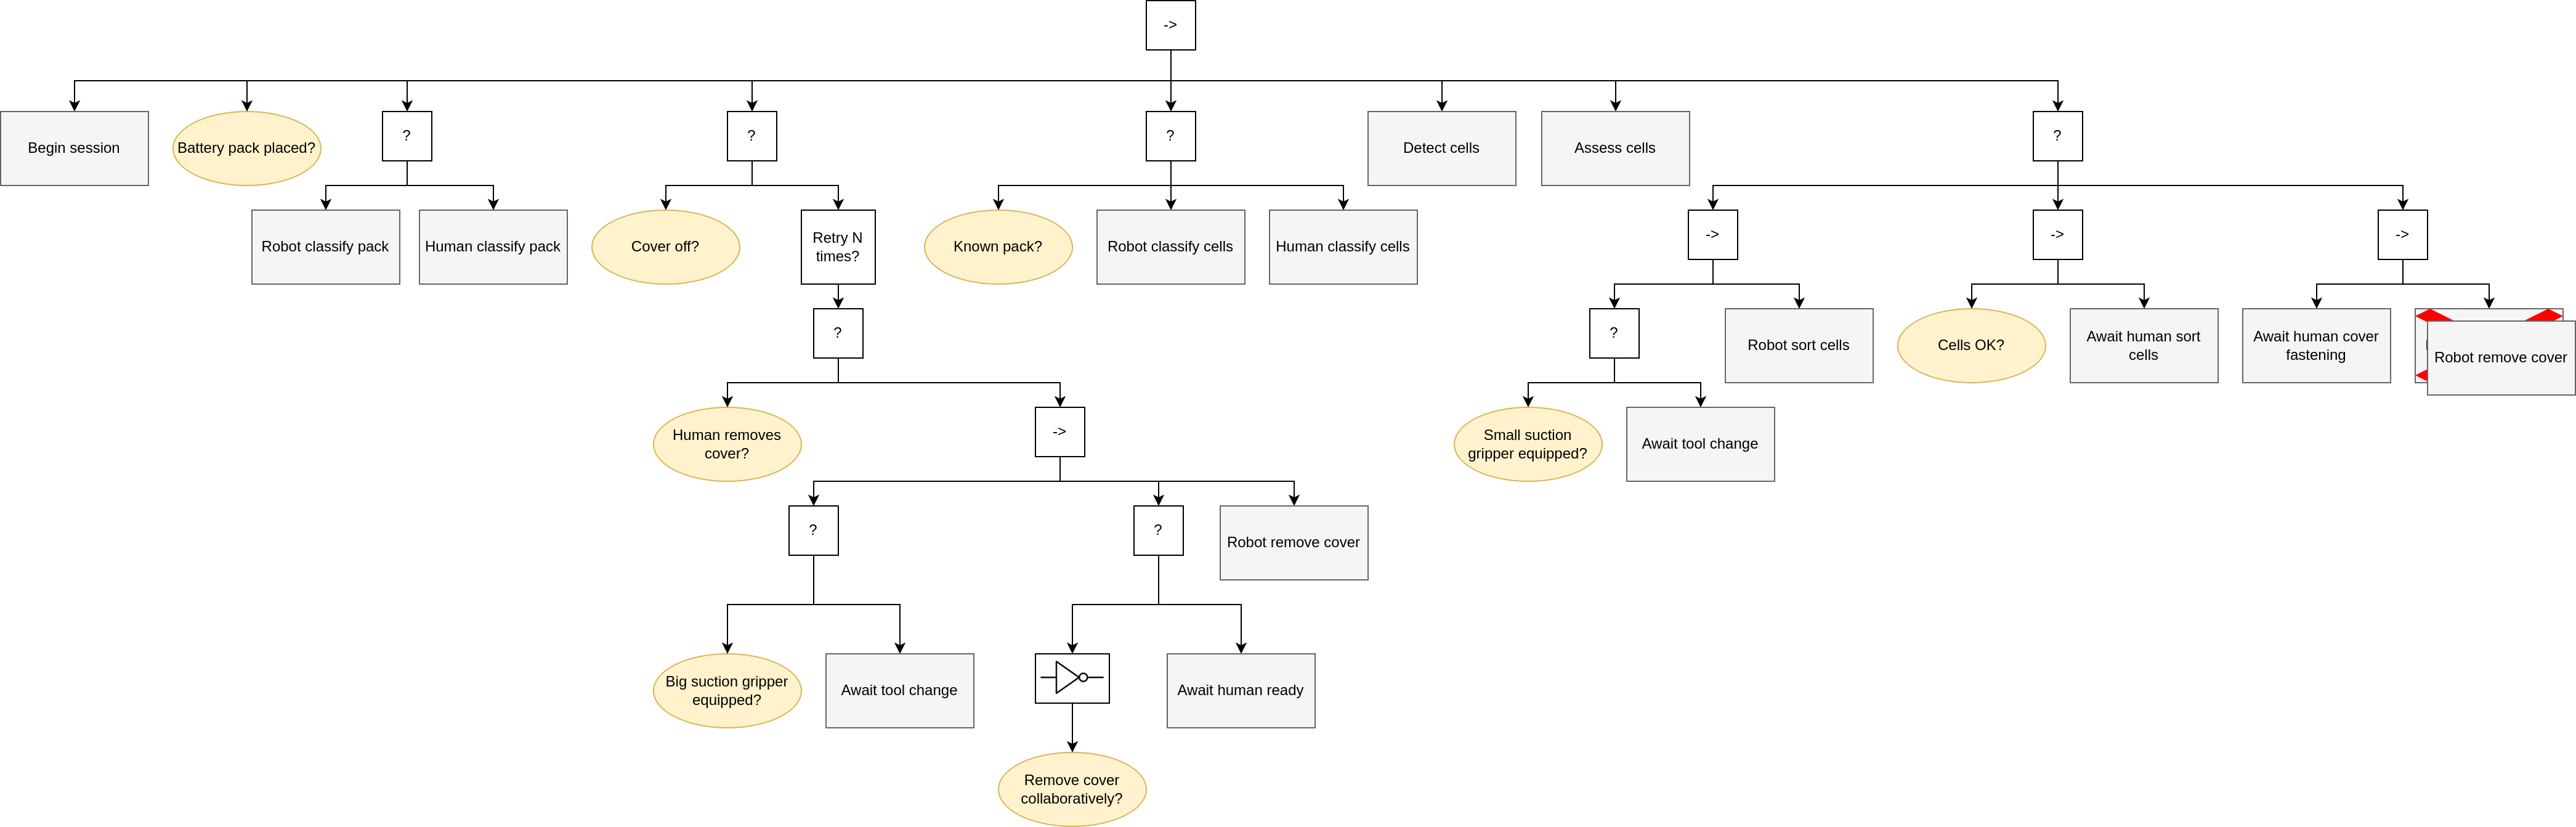 ->
Begin session
Battery pack placed?
?
?
?
Detect cells
Assess cells
?
Robot classify pack
Human classify pack
Cover off?
Retry N
times?
Known pack?
Robot classify cells
Human classify cells
->
->
->
?
?
Robot sort cells
Cells OK?
Await human sort
cells
Await human cover
fastening
Robot remove cover
Human removes
cover?
->
Small suction
gripper equipped?
Await tool change
?
?
Robot remove cover
Big suction gripper
equipped?
Await tool change
Await human ready
Remove cover
collaboratively?